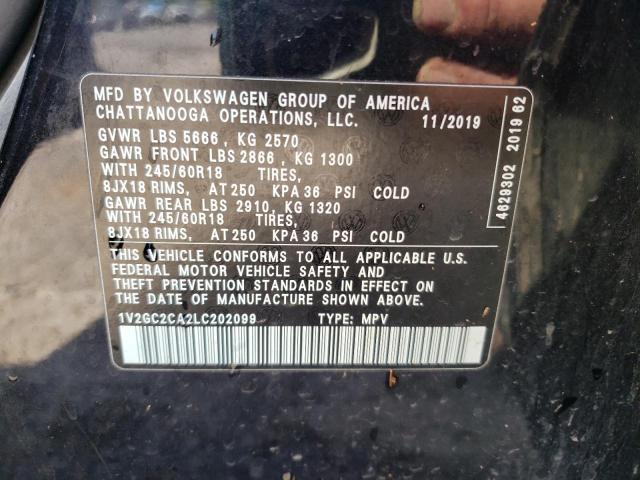 MFD BY VOLKSWAGEN GROUP OF AMERICA
CHATTANOOGA OPERATIONS, LLC. 11/2019
GVWR LBS 5666 , KG 2570
GAWR FRONT LBS 2866 , KG 1300
WITH 245/60R18 TIRES,
8JX18 RIMS, AT 250 KPA 36 PSI COLD
GAWR REAR LBS 2910, KG 1320
WITH 245/60R18 TIRES,
8JX18 RIMS, AT 250 KPA 36 PSI COLD
THIS VEHICLE CONFORMS TO ALL APPLICABLE U.S.
FEDERAL MOTOR VEHICLE SAFETY AND
THEFT PREVENTION STANDARDS IN EFFECT ON
THE DATE OF MANUFACTURE SHOWN ABOVE.
1V2GC2CA2LC202099 TYPE: MPV
4629302 2019 62